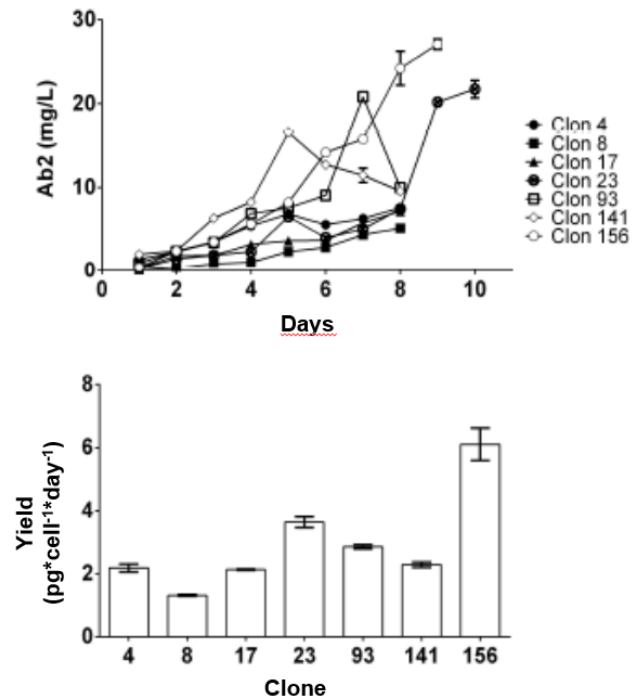 30
20
10
0
Ab2 (mg/L)
0 2 4 6 8 10
Days
Clon 4
Clon 8
Clon 17
Clon 23
Clon 93
Clon 141
Clon 156
8
6
4
2
0
Yield
(pg*cell-1*day-1)
4 8 17 23 93 141 156
Clone